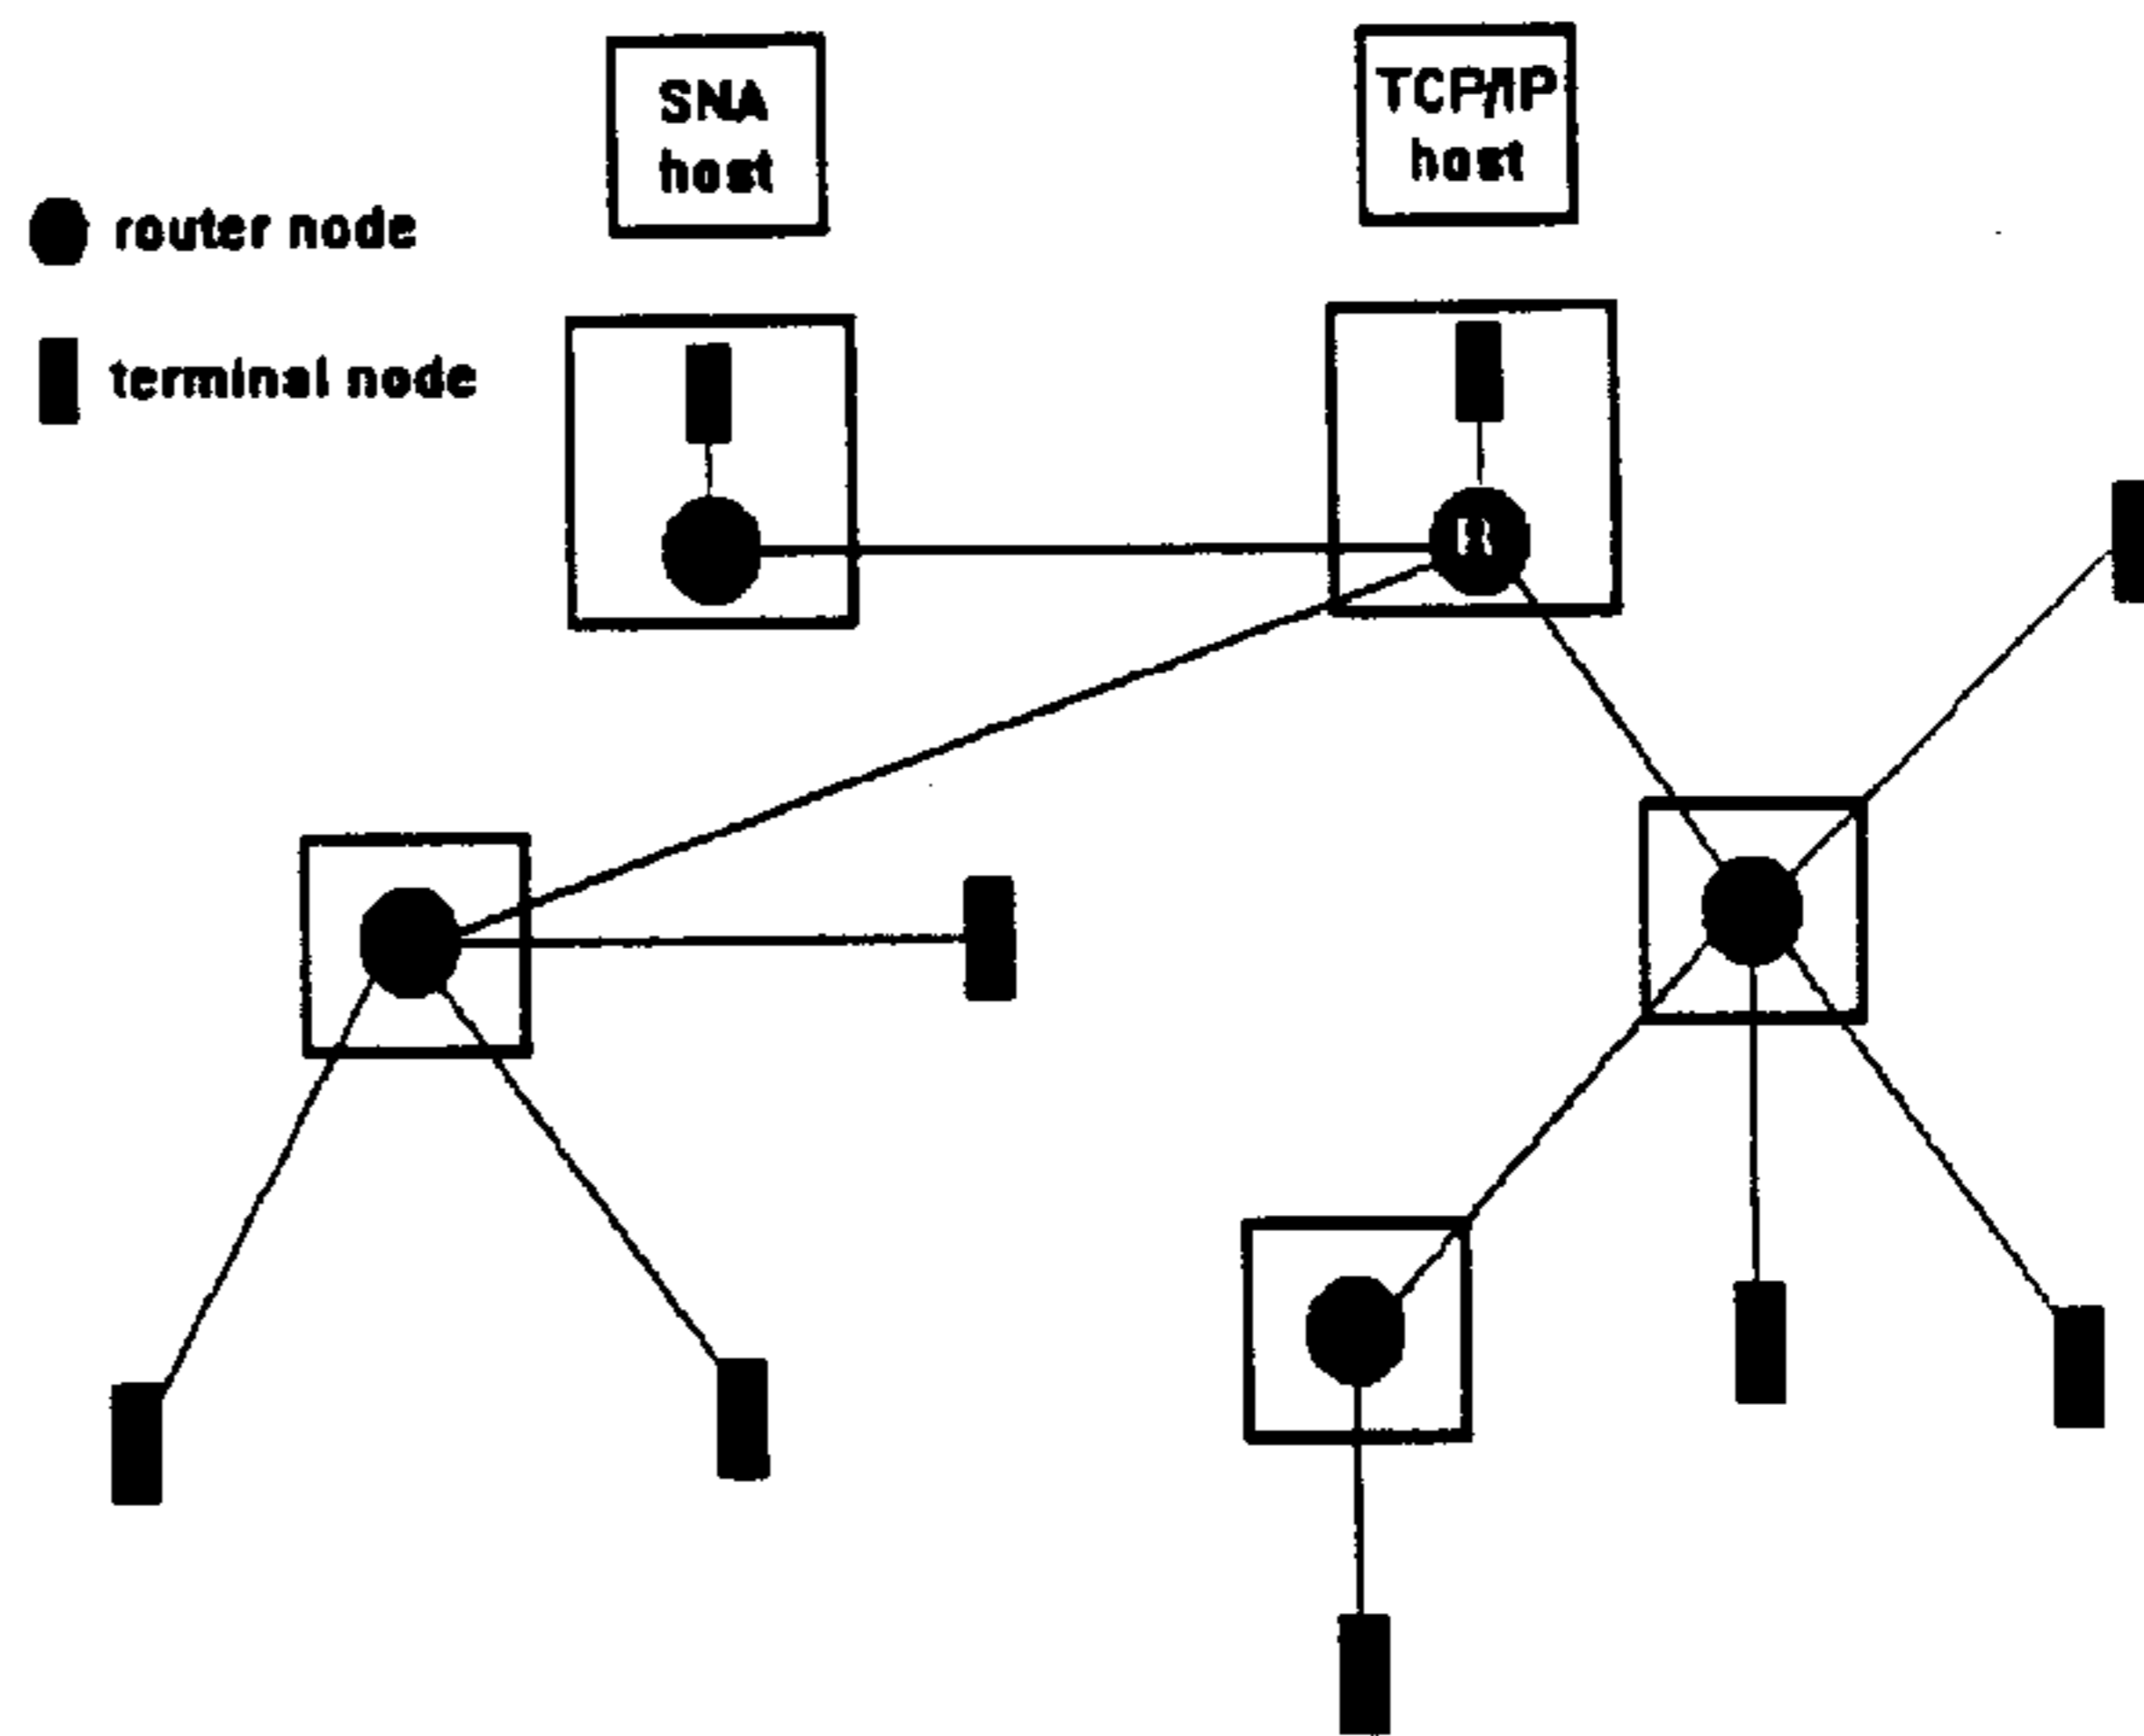 SNA
host
TCP/IP
host
router node
terminal node
R